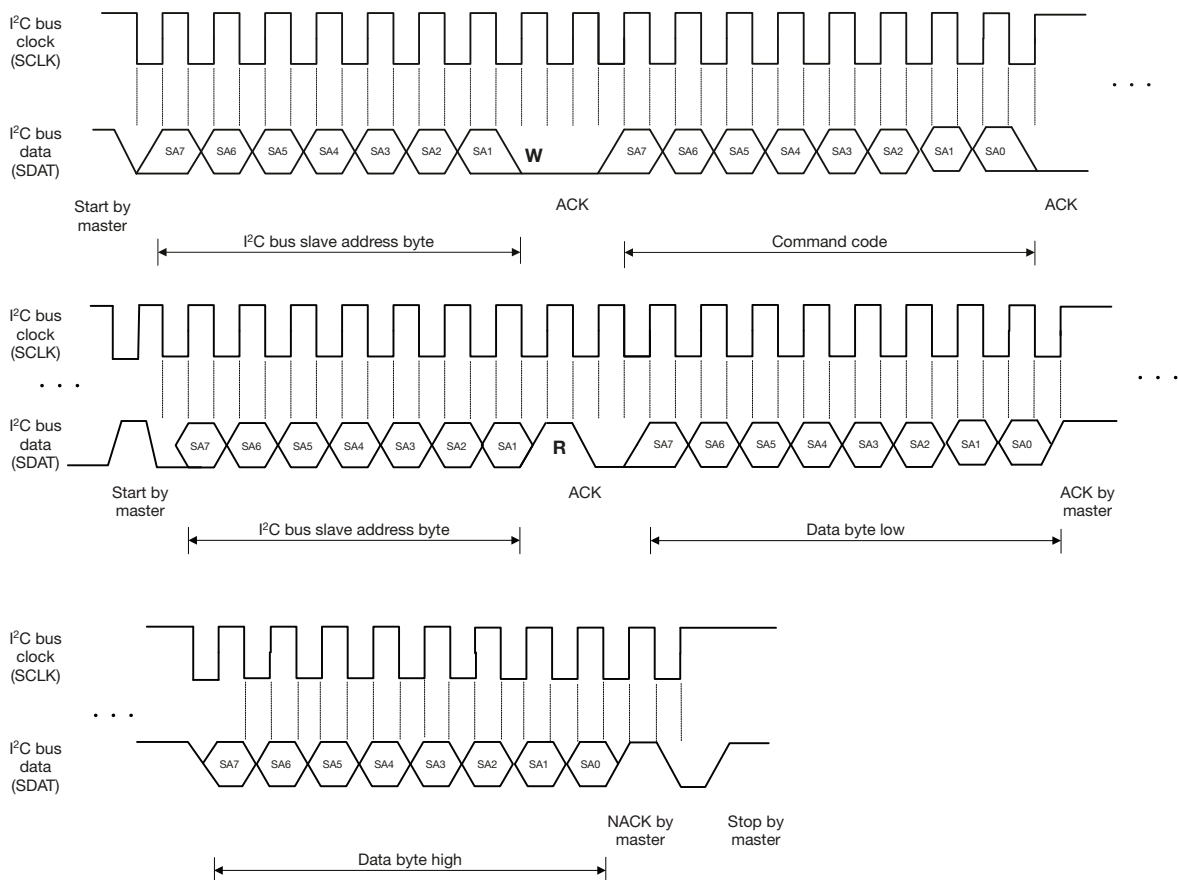 I²C bus
clock
(SCLK)
. . .
I²C bus
data
(SDAT)
SA7 SA6 SA5 SA4 SA3 SA2 SA1 W SA7 SA6 SA5 SA4 SA3 SA2 SA1 SA0
Start by
master
ACK
ACK
I²C bus slave address byte
Command code
I²C bus
clock
(SCLK)
. . .
. . .
I²C bus
data
(SDAT)
SA7 SA6 SA5 SA4 SA3 SA2 SA1 R SA7 SA6 SA5 SA4 SA3 SA2 SA1 SA0
Start by
master
ACK
ACK by
master
I²C bus slave address byte
Data byte low
I²C bus
clock
(SCLK)
. . .
I²C bus
data
(SDAT)
SA7 SA6 SA5 SA4 SA3 SA2 SA1 SA0
NACK by
master
Stop by
master
Data byte high